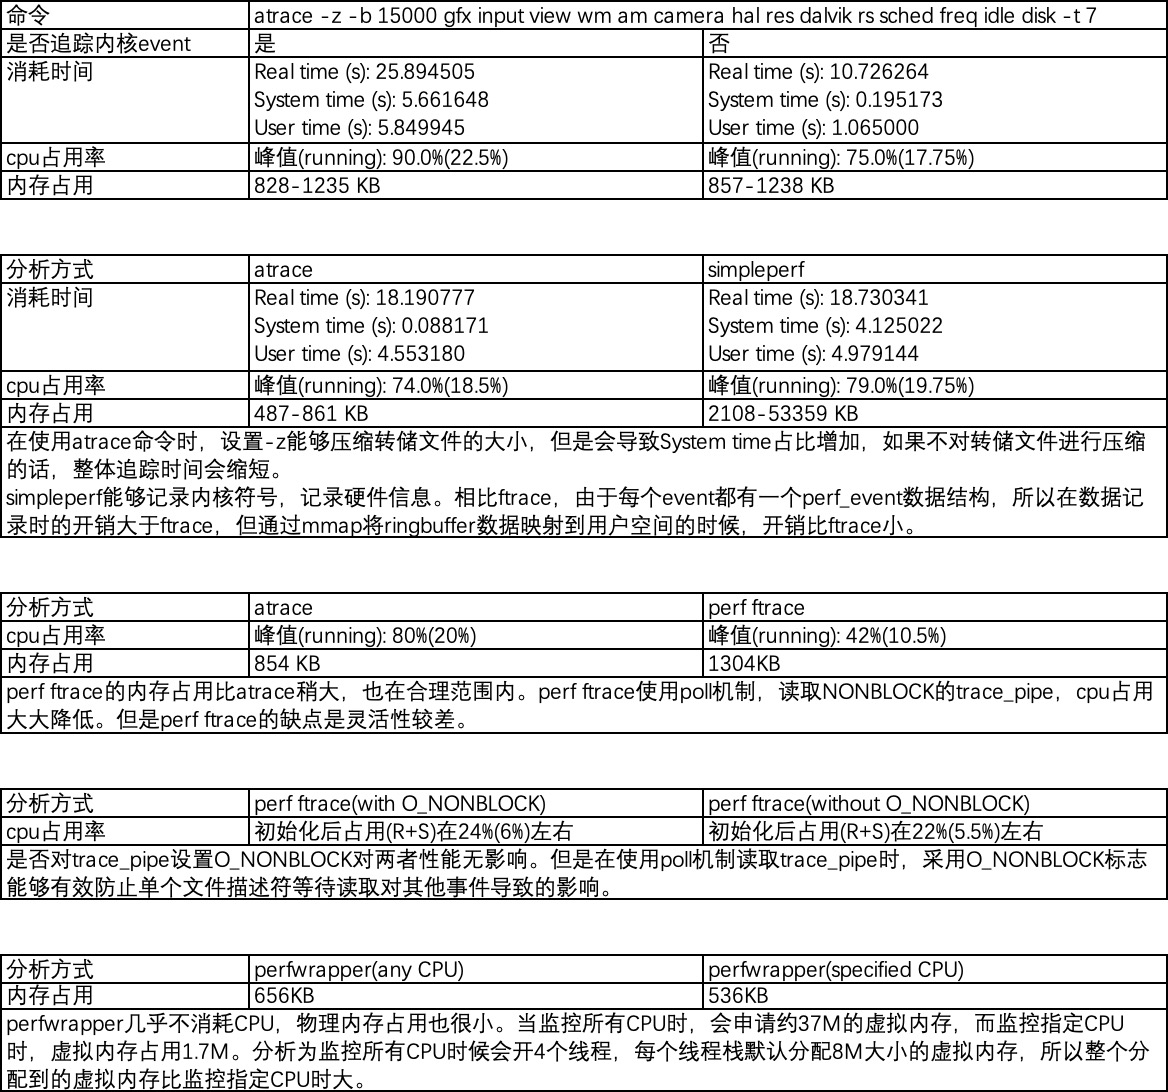 命令 atrace -z -b 15000 gfx input view wm am camera hal res dalvik rs sched freq idle disk -t 7
是否追踪内核event 是 否
消耗时间 Real time (s): 25.894505 Real time (s): 10.726264
System time (s): 5.661648 System time (s): 0.195173
User time (s): 5.849945 User time (s): 1.065000
cpu占用率 峰值(running): 90.0%(22.5%) 峰值(running): 75.0%(17.75%)
内存占用 828-1235 KB 857-1238 KB
分析方式 atrace simpleperf
消耗时间 Real time (s): 18.190777 Real time (s): 18.730341
System time (s): 0.088171 System time (s): 4.125022
User time (s): 4.553180 User time (s): 4.979144
cpu占用率 峰值(running): 74.0%(18.5%) 峰值(running): 79.0%(19.75%)
内存占用 487-861 KB 2108-53359 KB
在使用atrace命令时，设置-z能够压缩转储文件的大小，但是会导致System time占比增加，如果不对转储文件进行压缩
的话，整体追踪时间会缩短。
simpleperf能够记录内核符号，记录硬件信息。相比ftrace，由于每个event都有一个perf_event数据结构，所以在数据记
录时的开销大于ftrace，但通过mmap将ringbuffer数据映射到用户空间的时候，开销比ftrace小。
分析方式 atrace perf ftrace
cpu占用率 峰值(running): 80%(20%) 峰值(running): 42%(10.5%)
内存占用 854 KB 1304KB
perf ftrace的内存占用比atrace稍大，也在合理范围内。perf ftrace使用poll机制，读取NONBLOCK的trace_pipe，cpu占用
大大降低。但是perf ftrace的缺点是灵活性较差。
分析方式 perf ftrace(with O_NONBLOCK) perf ftrace(without O_NONBLOCK)
cpu占用率 初始化后占用(R+S)在24%(6%)左右 初始化后占用(R+S)在22%(5.5%)左右
是否对trace_pipe设置O_NONBLOCK对两者性能无影响。但是在使用poll机制读取trace_pipe时，采用O_NONBLOCK标志
能够有效防止单个文件描述符等待读取对其他事件导致的影响。
分析方式 perfwrapper(any CPU) perfwrapper(specified CPU)
内存占用 656KB 536KB
perfwrapper几乎不消耗CPU，物理内存占用也很小。当监控所有CPU时，会申请约37M的虚拟内存，而监控指定CPU
时，虚拟内存占用1.7M。分析为监控所有CPU时候会开4个线程，每个线程栈默认分配8M大小的虚拟内存，所以整个分
配到的虚拟内存比监控指定CPU时大。